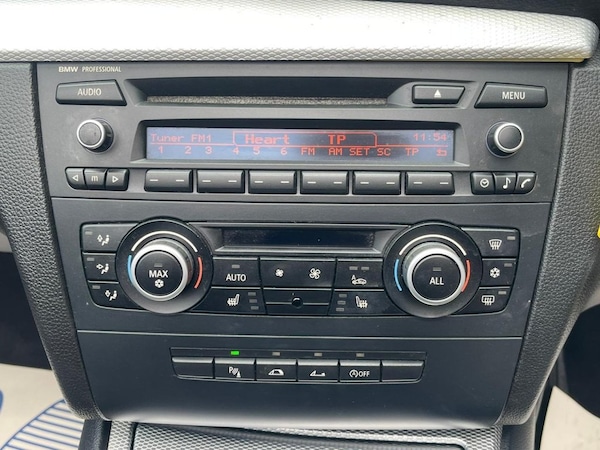 BMW PROFESSIONAL
AUDIO
MENU
Tuner FM1 Heart TP 11:54
1 2 3 4 5 6 FM AM SET SC TP
m
MAX
AUTO
ALL
P
OFF